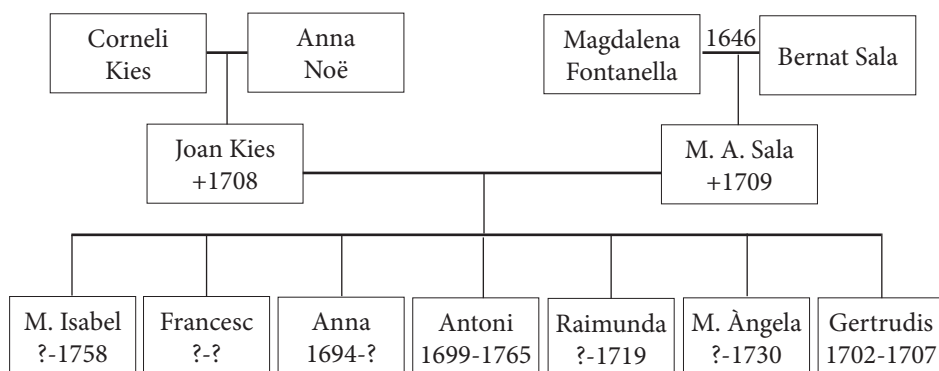 Corneli
Kies
Anna
Noë
Magdalena
Fontanella
1646
Bernat Sala
Joan Kies
+1708
M. A. Sala
+1709
M. Isabel
?-1758
Francesc
?-?
Anna
1694-?
Antoni
1699-1765
Raimunda
?-1719
M. Àngela
?-1730
Gertrudis
1702-1707